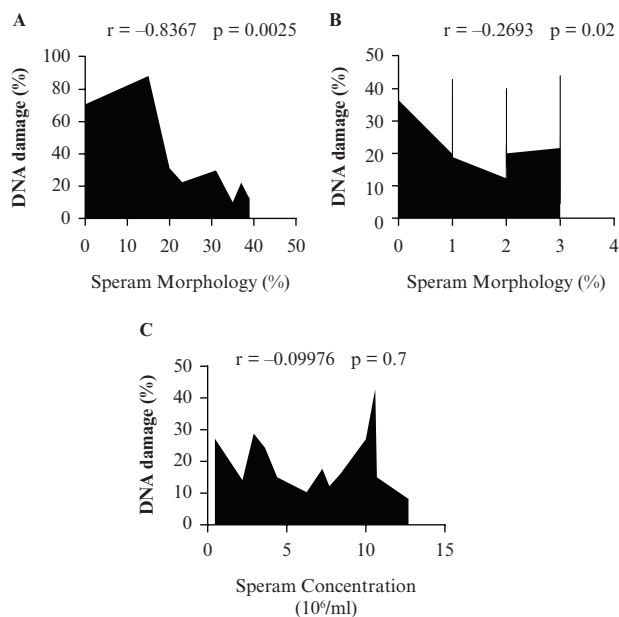 A
r = –0.8367 p = 0.0025
DNA damage (%)
100
80
60
40
20
0
0 10 20 30 40 50
Speram Morphology (%)
B
r = –0.2693 p = 0.02
DNA damage (%)
50
40
30
20
10
0
0 1 2 3 4
Speram Morphology (%)
C
r = –0.09976 p = 0.7
DNA damage (%)
50
40
30
20
10
0
0 5 10 15
Speram Concentration
(10⁶/ml)